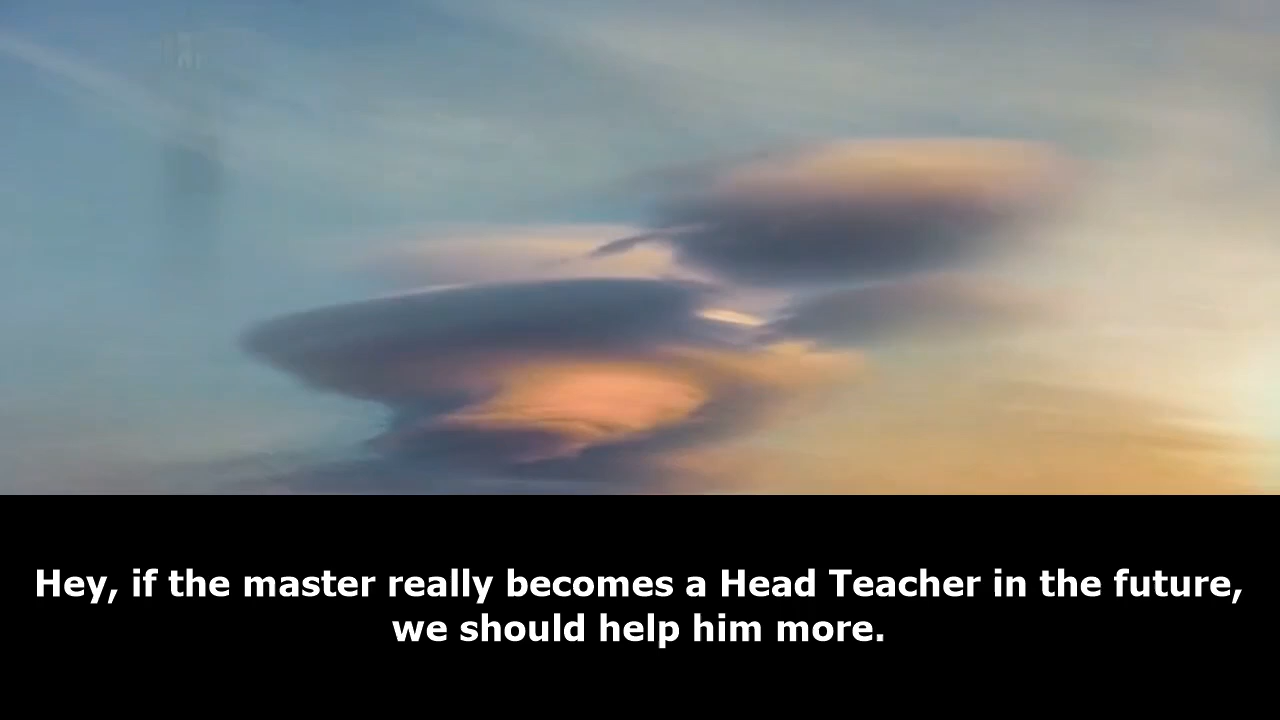 Hey, if the master really becomes a Head Teacher in the future,
we should help him more.